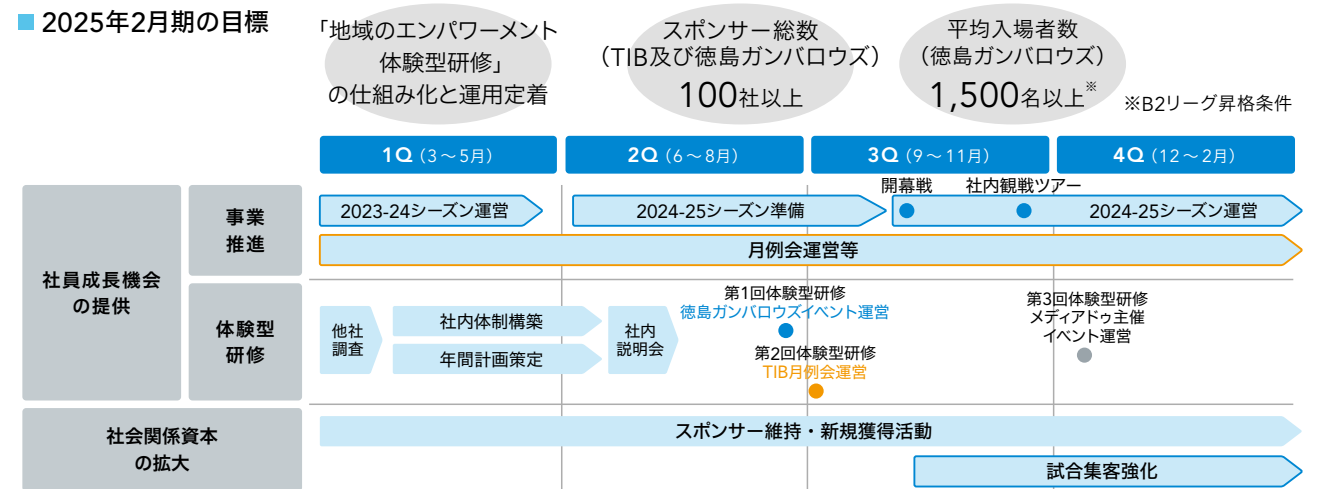 2025年2月期の目標
「地域のエンパワーメント
体験型研修」
の仕組み化と運用定着
スポンサー総数
（TIB及び徳島ガンバロウズ）
100社以上
平均入場者数
（徳島ガンバロウズ）
1,500名以上※
※B2リーグ昇格条件
1Q（3～5月）
2Q（6～8月）
3Q（9～11月）
4Q（12～2月）
社員成長機会
の提供
事業
推進
2023-24シーズン運営
2024-25シーズン準備
開幕戦
社内観戦ツアー
2024-25シーズン運営
月例会運営等
体験型
研修
他社
調査
社内体制構築
年間計画策定
社内
説明会
第1回体験型研修
徳島ガンバロウズイベント運営
第2回体験型研修
TIB月例会運営
第3回体験型研修
メディアドゥ主催
イベント運営
社会関係資本
の拡大
スポンサー維持・新規獲得活動
試合集客強化